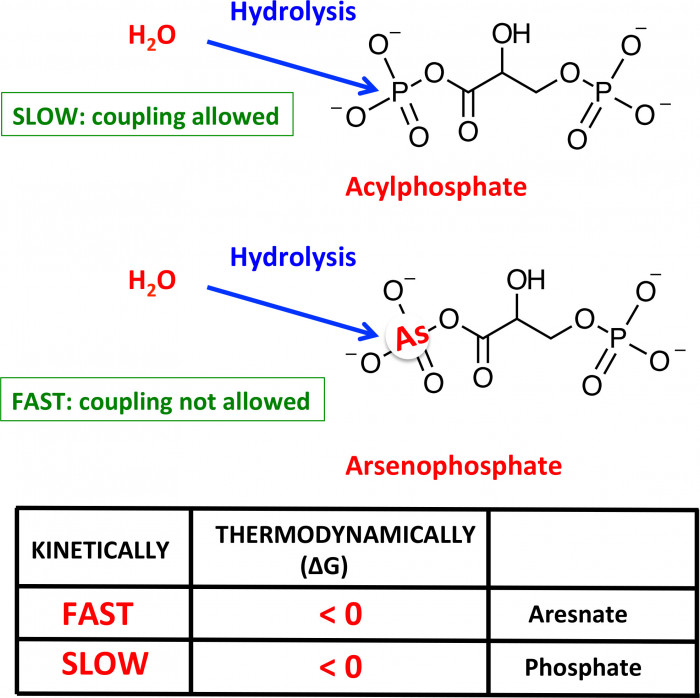 Hydrolysis
H₂O
O⁻ OH O⁻
⁻O P O O P O⁻
O O O
SLOW: coupling allowed
Acylphosphate
Hydrolysis
H₂O
O⁻ OH O⁻
⁻O As O O P O⁻
O O O
FAST: coupling not allowed
Arsenophosphate
KINETICALLY THERMODYNAMICALLY (ΔG)
FAST < 0 Aresnate
SLOW < 0 Phosphate